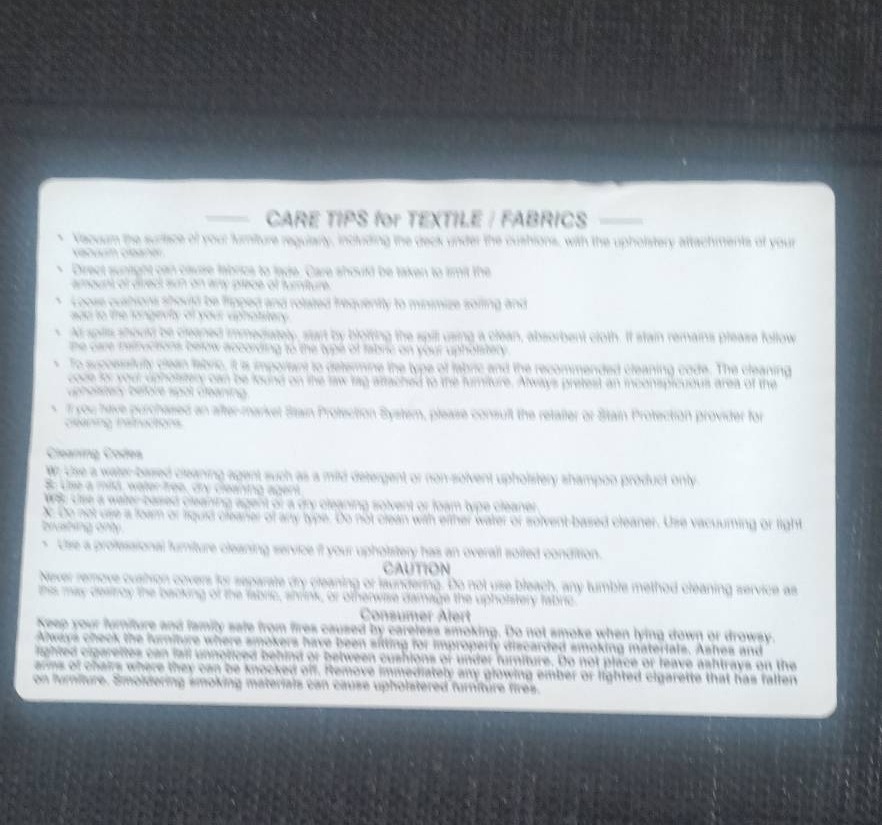 CARE TIPS for TEXTILE / FABRICS
• Vacuum the surface of your furniture regularly, including the deck under the cushions, with the upholstery attachments of your
vacuum cleaner.
• Direct sunlight can cause fabrics to fade. Care should be taken to limit the
amount of direct sun on any piece of furniture.
• Loose cushions should be flipped and rotated frequently to minimize soiling and
add to the longevity of your upholstery.
• All spills should be cleaned immediately, start by blotting the spill using a clean, absorbent cloth. If stain remains please follow
the care instructions below according to the type of fabric on your upholstery.
• To successfully clean fabric, it is important to determine the type of fabric and the recommended cleaning code. The cleaning
code for your upholstery can be found on the law tag attached to the furniture. Always pretest an inconspicuous area of the
upholstery before spot cleaning.
• If you have purchased an after-market Stain Protection System, please consult the retailer or Stain Protection provider for
cleaning instructions.
Cleaning Codes
W: Use a water-based cleaning agent such as a mild detergent or non-solvent upholstery shampoo product only.
S: Use a mild, water-free, dry cleaning agent.
WS: Use a water-based cleaning agent or a dry cleaning solvent or foam type cleaner.
X: Do not use a foam or liquid cleaner of any type. Do not clean with either water or solvent-based cleaner. Use vacuuming or light
brushing only.
• Use a professional furniture cleaning service if your upholstery has an overall soiled condition.
CAUTION
Never remove cushion covers for separate dry cleaning or laundering. Do not use bleach, any tumble method cleaning service as
this may destroy the backing of the fabric, shrink, or otherwise damage the upholstery fabric.
Consumer Alert
Keep your furniture and family safe from fires caused by careless smoking. Do not smoke when lying down or drowsy.
Always check the furniture where smokers have been sitting for improperly discarded smoking materials. Ashes and
lighted cigarettes can fall unnoticed behind or between cushions or under furniture. Do not place or leave ashtrays on the
arms of chairs where they can be knocked off. Remove immediately any glowing ember or lighted cigarette that has fallen
on furniture. Smoldering smoking materials can cause upholstered furniture fires.